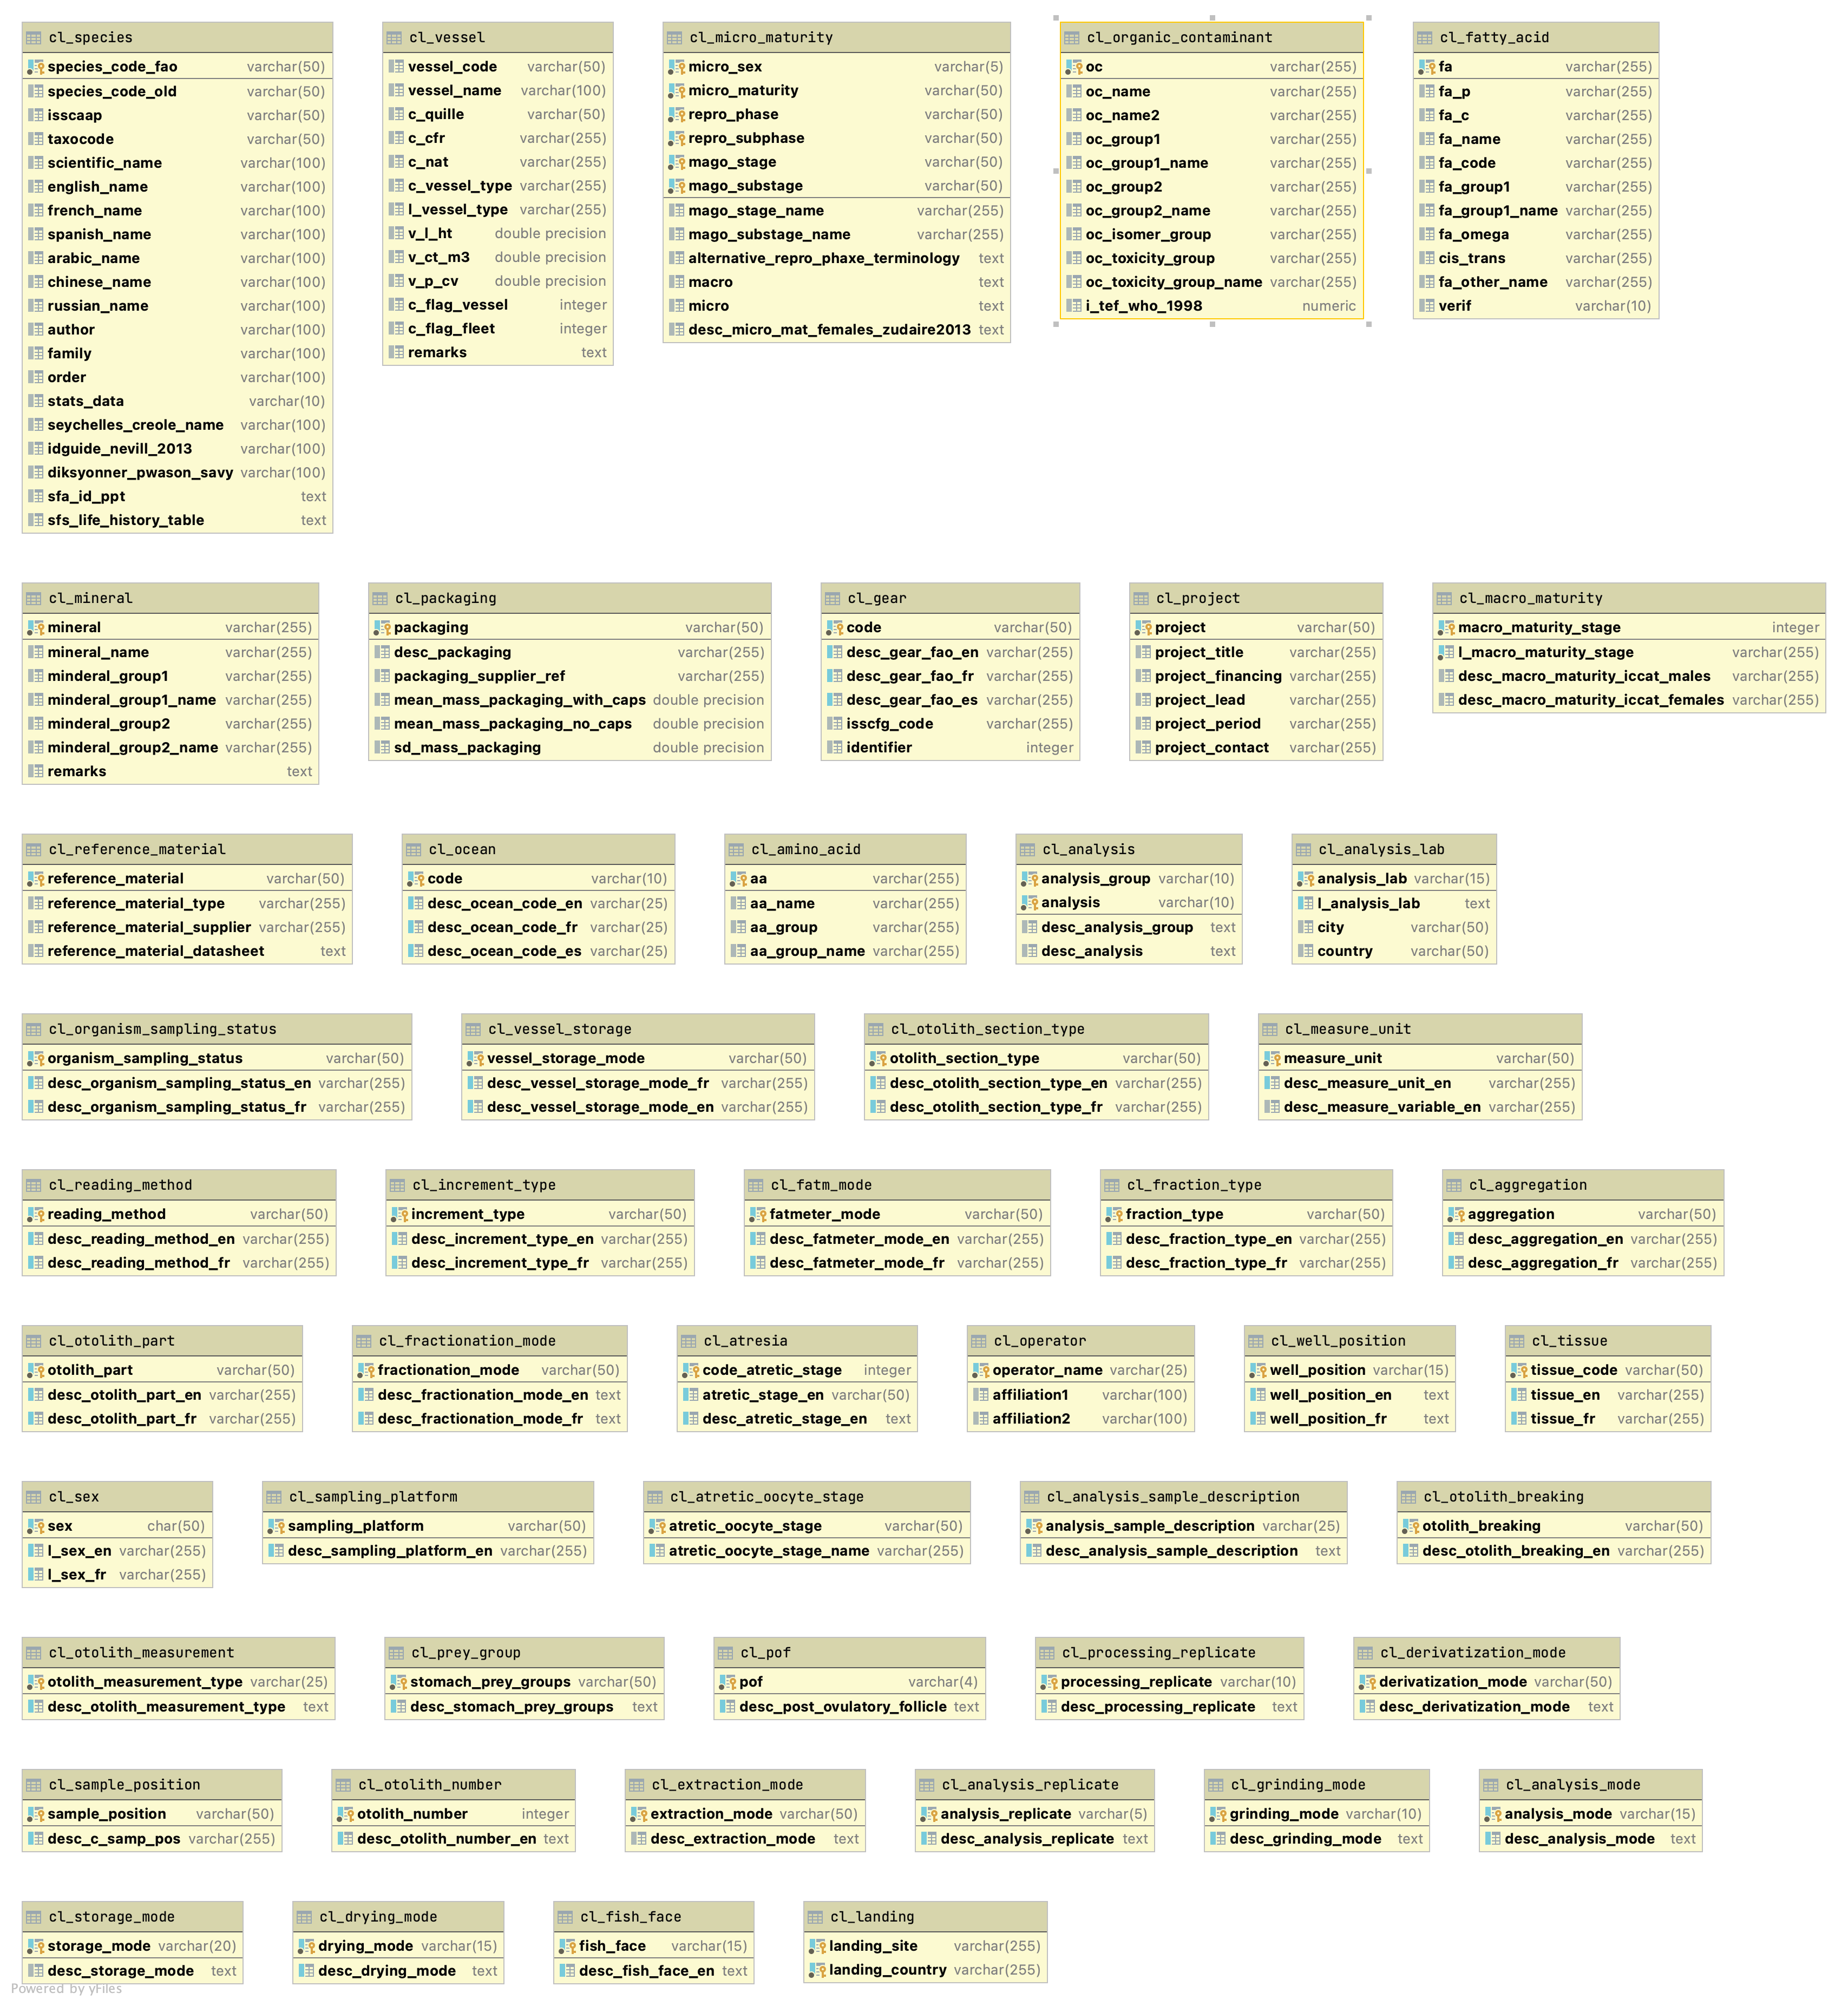 cl_species
species_code_fao varchar(50)
species_code_old varchar(50)
isscaap varchar(50)
taxocode varchar(50)
scientific_name varchar(100)
english_name varchar(100)
french_name varchar(100)
spanish_name varchar(100)
arabic_name varchar(100)
chinese_name varchar(100)
russian_name varchar(100)
author varchar(100)
family varchar(100)
order varchar(100)
stats_data varchar(10)
seychelles_creole_name varchar(100)
idguide_nevill_2013 varchar(100)
diksyonner_pwason_savy varchar(100)
sfa_id_ppt text
sfs_life_history_table text
cl_vessel
vessel_code varchar(50)
vessel_name varchar(100)
c_quille varchar(50)
c_cfr varchar(255)
c_nat varchar(255)
c_vessel_type varchar(255)
l_vessel_type varchar(255)
v_l_ht double precision
v_ct_m3 double precision
v_p_cv double precision
c_flag_vessel integer
c_flag_fleet integer
remarks text
cl_micro_maturity
micro_sex varchar(5)
micro_maturity varchar(50)
repro_phase varchar(50)
repro_subphase varchar(50)
mago_stage varchar(50)
mago_substage varchar(50)
mago_stage_name varchar(255)
mago_substage_name varchar(255)
alternative_repro_phaxe_terminology text
macro text
micro text
desc_micro_mat_females_zudaire2013 text
cl_organic_contaminant
oc varchar(255)
oc_name varchar(255)
oc_name2 varchar(255)
oc_group1 varchar(255)
oc_group1_name varchar(255)
oc_group2 varchar(255)
oc_group2_name varchar(255)
oc_isomer_group varchar(255)
oc_toxicity_group varchar(255)
oc_toxicity_group_name varchar(255)
i_tef_who_1998 numeric
cl_fatty_acid
fa varchar(255)
fa_p varchar(255)
fa_c varchar(255)
fa_name varchar(255)
fa_code varchar(255)
fa_group1 varchar(255)
fa_group1_name varchar(255)
fa_omega varchar(255)
cis_trans varchar(255)
fa_other_name varchar(255)
verif varchar(10)
cl_mineral
mineral varchar(255)
mineral_name varchar(255)
minderal_group1 varchar(255)
minderal_group1_name varchar(255)
minderal_group2 varchar(255)
minderal_group2_name varchar(255)
remarks text
cl_packaging
packaging varchar(50)
desc_packaging varchar(255)
packaging_supplier_ref varchar(255)
mean_mass_packaging_with_caps double precision
mean_mass_packaging_no_caps double precision
sd_mass_packaging double precision
cl_gear
code varchar(50)
desc_gear_fao_en varchar(255)
desc_gear_fao_fr varchar(255)
desc_gear_fao_es varchar(255)
isscfg_code varchar(255)
identifier integer
cl_project
project varchar(50)
project_title varchar(255)
project_financing varchar(255)
project_lead varchar(255)
project_period varchar(255)
project_contact varchar(255)
cl_macro_maturity
macro_maturity_stage integer
l_macro_maturity_stage varchar(255)
desc_macro_maturity_iccat_males varchar(255)
desc_macro_maturity_iccat_females varchar(255)
cl_reference_material
reference_material varchar(50)
reference_material_type varchar(255)
reference_material_supplier varchar(255)
reference_material_datasheet text
cl_ocean
code varchar(10)
desc_ocean_code_en varchar(25)
desc_ocean_code_fr varchar(25)
desc_ocean_code_es varchar(25)
cl_amino_acid
aa varchar(255)
aa_name varchar(255)
aa_group varchar(255)
aa_group_name varchar(255)
cl_analysis
analysis_group varchar(10)
analysis varchar(10)
desc_analysis_group text
desc_analysis text
cl_analysis_lab
analysis_lab varchar(15)
l_analysis_lab text
city varchar(50)
country varchar(50)
cl_organism_sampling_status
organism_sampling_status varchar(50)
desc_organism_sampling_status_en varchar(255)
desc_organism_sampling_status_fr varchar(255)
cl_vessel_storage
vessel_storage_mode varchar(50)
desc_vessel_storage_mode_fr varchar(255)
desc_vessel_storage_mode_en varchar(255)
cl_otolith_section_type
otolith_section_type varchar(50)
desc_otolith_section_type_en varchar(255)
desc_otolith_section_type_fr varchar(255)
cl_measure_unit
measure_unit varchar(50)
desc_measure_unit_en varchar(255)
desc_measure_variable_en varchar(255)
cl_reading_method
reading_method varchar(50)
desc_reading_method_en varchar(255)
desc_reading_method_fr varchar(255)
cl_increment_type
increment_type varchar(50)
desc_increment_type_en varchar(255)
desc_increment_type_fr varchar(255)
cl_fatm_mode
fatmeter_mode varchar(50)
desc_fatmeter_mode_en varchar(255)
desc_fatmeter_mode_fr varchar(255)
cl_fraction_type
fraction_type varchar(50)
desc_fraction_type_en varchar(255)
desc_fraction_type_fr varchar(255)
cl_aggregation
aggregation varchar(50)
desc_aggregation_en varchar(255)
desc_aggregation_fr varchar(255)
cl_otolith_part
otolith_part varchar(50)
desc_otolith_part_en varchar(255)
desc_otolith_part_fr varchar(255)
cl_fractionation_mode
fractionation_mode varchar(50)
desc_fractionation_mode_en text
desc_fractionation_mode_fr text
cl_atresia
code_atretic_stage integer
atretic_stage_en varchar(50)
desc_atretic_stage_en text
cl_operator
operator_name varchar(25)
affiliation1 varchar(100)
affiliation2 varchar(100)
cl_well_position
well_position varchar(15)
well_position_en text
well_position_fr text
cl_tissue
tissue_code varchar(50)
tissue_en varchar(255)
tissue_fr varchar(255)
cl_sex
sex char(50)
l_sex_en varchar(255)
l_sex_fr varchar(255)
cl_sampling_platform
sampling_platform varchar(50)
desc_sampling_platform_en varchar(255)
cl_atretic_oocyte_stage
atretic_oocyte_stage varchar(50)
atretic_oocyte_stage_name varchar(255)
cl_analysis_sample_description
analysis_sample_description varchar(25)
desc_analysis_sample_description text
cl_otolith_breaking
otolith_breaking varchar(50)
desc_otolith_breaking_en varchar(255)
cl_otolith_measurement
otolith_measurement_type varchar(25)
desc_otolith_measurement_type text
cl_prey_group
stomach_prey_groups varchar(50)
desc_stomach_prey_groups text
cl_pof
pof varchar(4)
desc_post_ovulatory_follicle text
cl_processing_replicate
processing_replicate varchar(10)
desc_processing_replicate text
cl_derivatization_mode
derivatization_mode varchar(50)
desc_derivatization_mode text
cl_sample_position
sample_position varchar(50)
desc_c_samp_pos varchar(255)
cl_otolith_number
otolith_number integer
desc_otolith_number_en text
cl_extraction_mode
extraction_mode varchar(50)
desc_extraction_mode text
cl_analysis_replicate
analysis_replicate varchar(5)
desc_analysis_replicate text
cl_grinding_mode
grinding_mode varchar(10)
desc_grinding_mode text
cl_analysis_mode
analysis_mode varchar(15)
desc_analysis_mode text
cl_storage_mode
storage_mode varchar(20)
desc_storage_mode text
cl_drying_mode
drying_mode varchar(15)
desc_drying_mode text
cl_fish_face
fish_face varchar(15)
desc_fish_face_en text
cl_landing
landing_site varchar(255)
landing_country varchar(255)
Powered by yFiles